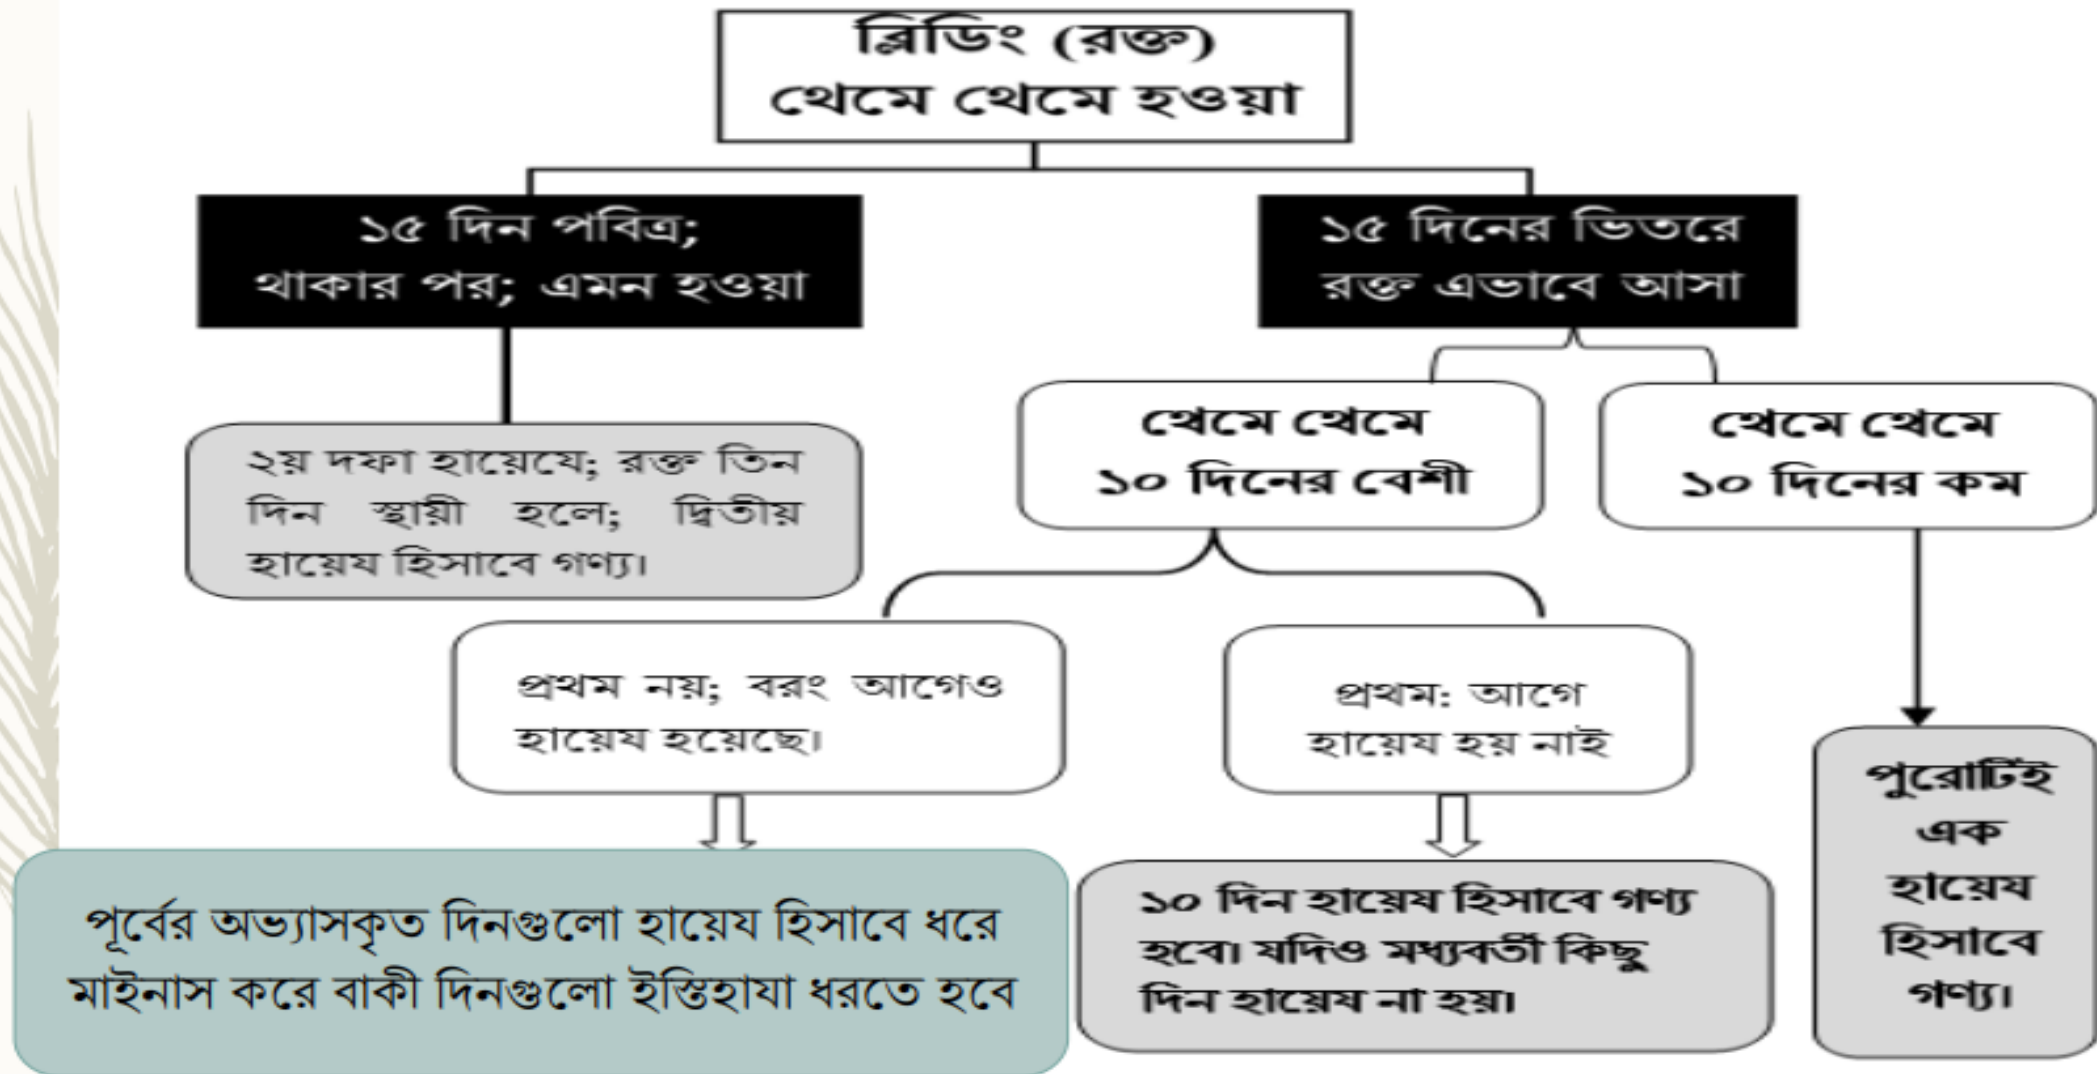 ব্লিডিং (রক্ত)
থেমে থেমে হওয়া
১৫ দিন পবিত্র;
থাকার পর; এমন হওয়া
১৫ দিনের ভিতরে
রক্ত এভাবে আসা
২য় দফা হায়েযে; রক্ত তিন
দিন স্থায়ী হলে; দ্বিতীয়
হায়েয হিসাবে গণ্য।
থেমে থেমে
১০ দিনের বেশী
থেমে থেমে
১০ দিনের কম
প্রথম নয়; বরং আগেও
হায়েয হয়েছে।
প্রথম: আগে
হায়েয হয় নাই
পুরোটিই
এক
হায়েয
হিসাবে
গণ্য।
পূর্বের অভ্যাসকৃত দিনগুলো হায়েয হিসাবে ধরে
মাইনাস করে বাকী দিনগুলো ইস্তিহাযা ধরতে হবে
১০ দিন হায়েয হিসাবে গণ্য
হবে। যদিও মধ্যবর্তী কিছু
দিন হায়েয না হয়।